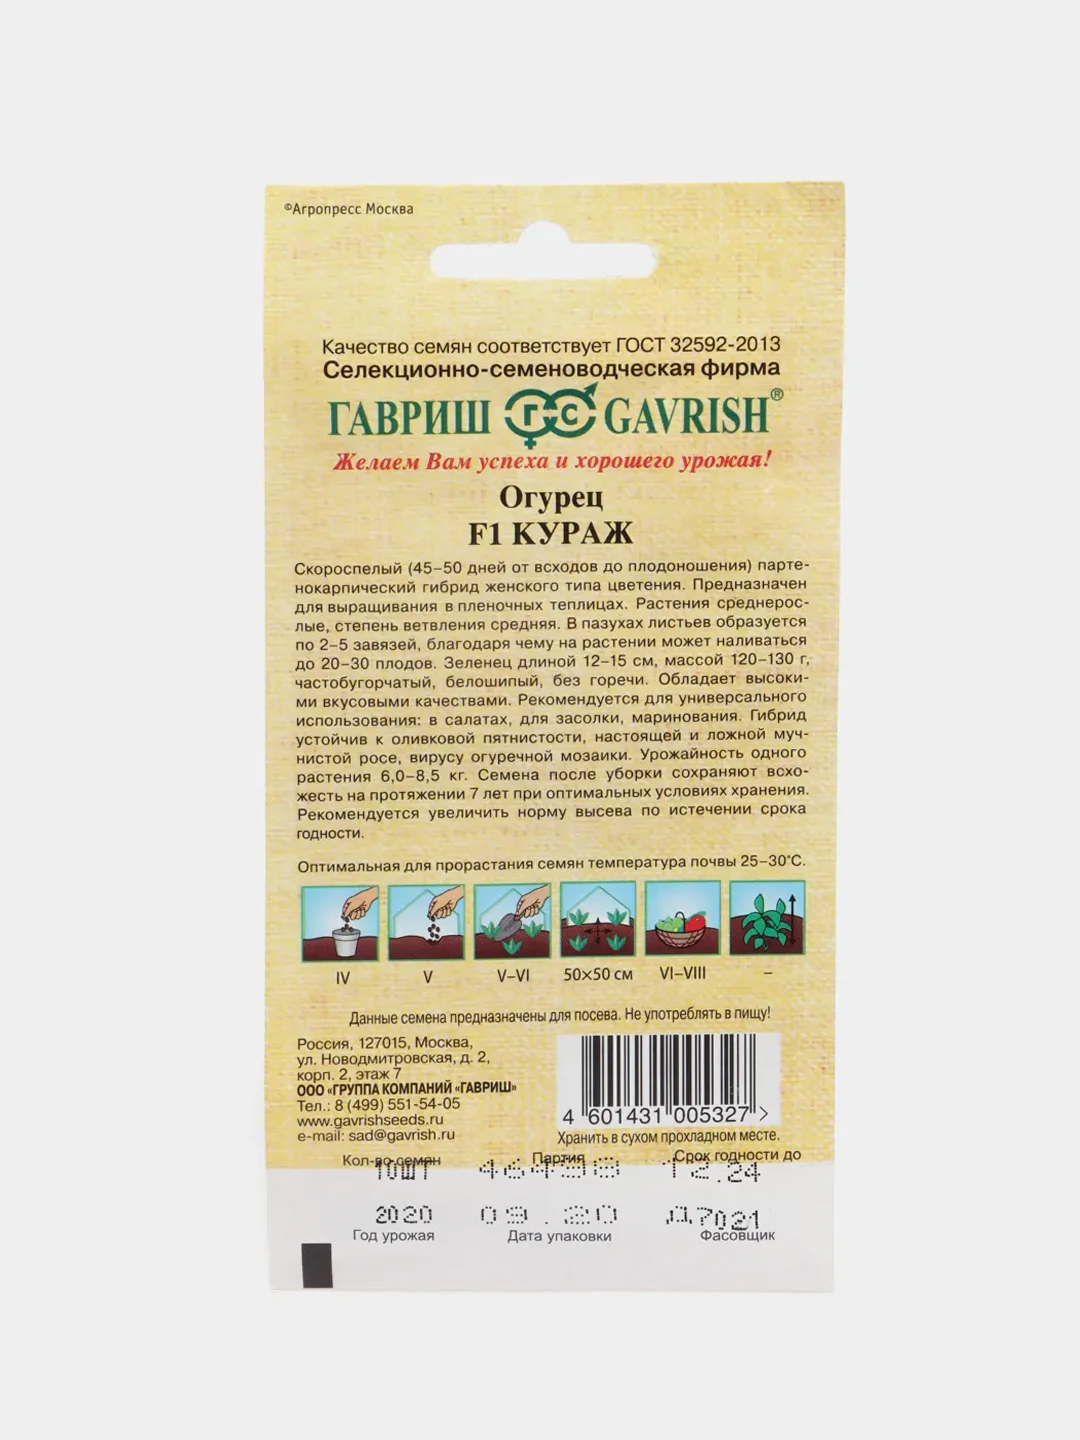 ©Агропресс Москва
Качество семян соответствует ГОСТ 32592-2013
Селекционно-семеноводческая фирма
ГАВРИШ ГС GAVRISH®
Желаем Вам успеха и хорошего урожая!
Огурец
F1 КУРАЖ
Скороспелый (45–50 дней от всходов до плодоношения) парте-
нокарпический гибрид женского типа цветения. Предназначен
для выращивания в пленочных теплицах. Растения среднерос-
лые, степень ветвления средняя. В пазухах листьев образуется
по 2–5 завязей, благодаря чему на растении может наливаться
до 20–30 плодов. Зеленец длиной 12–15 см, массой 120–130 г,
частобугорчатый, белошипый, без горечи. Обладает высоки-
ми вкусовыми качествами. Рекомендуется для универсального
использования: в салатах, для засолки, маринования. Гибрид
устойчив к оливковой пятнистости, настоящей и ложной муч-
нистой росе, вирусу огуречной мозаики. Урожайность одного
растения 6,0–8,5 кг. Семена после уборки сохраняют всхо-
жесть на протяжении 7 лет при оптимальных условиях хранения.
Рекомендуется увеличить норму высева по истечении срока
годности.
Оптимальная для прорастания семян температура почвы 25–30°С.
IV V V–VI 50×50 см VI–VIII –
Данные семена предназначены для посева. Не употреблять в пищу!
Россия, 127015, Москва,
ул. Новодмитровская, д. 2,
корп. 2, этаж 7
ООО «ГРУППА КОМПАНИЙ «ГАВРИШ»
Тел.: 8 (499) 551-54-05
www.gavrishseeds.ru
e-mail: sad@gavrish.ru
4 601431 005327 >
Хранить в сухом прохладном месте.
Кол-во семян Партия Срок годности до
10ШТ 12.24
2020 09.20 Д7021
Год урожая Дата упаковки Фасовщик